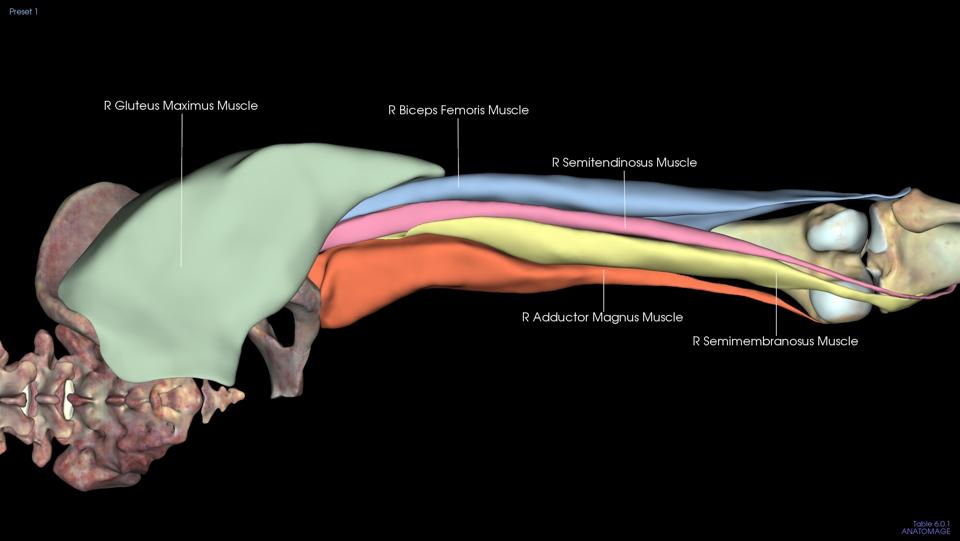 Preset 1
R Gluteus Maximus Muscle
R Biceps Femoris Muscle
R Semitendinosus Muscle
R Adductor Magnus Muscle
R Semimembranosus Muscle
Table 6.0.1
ANATOMAGE